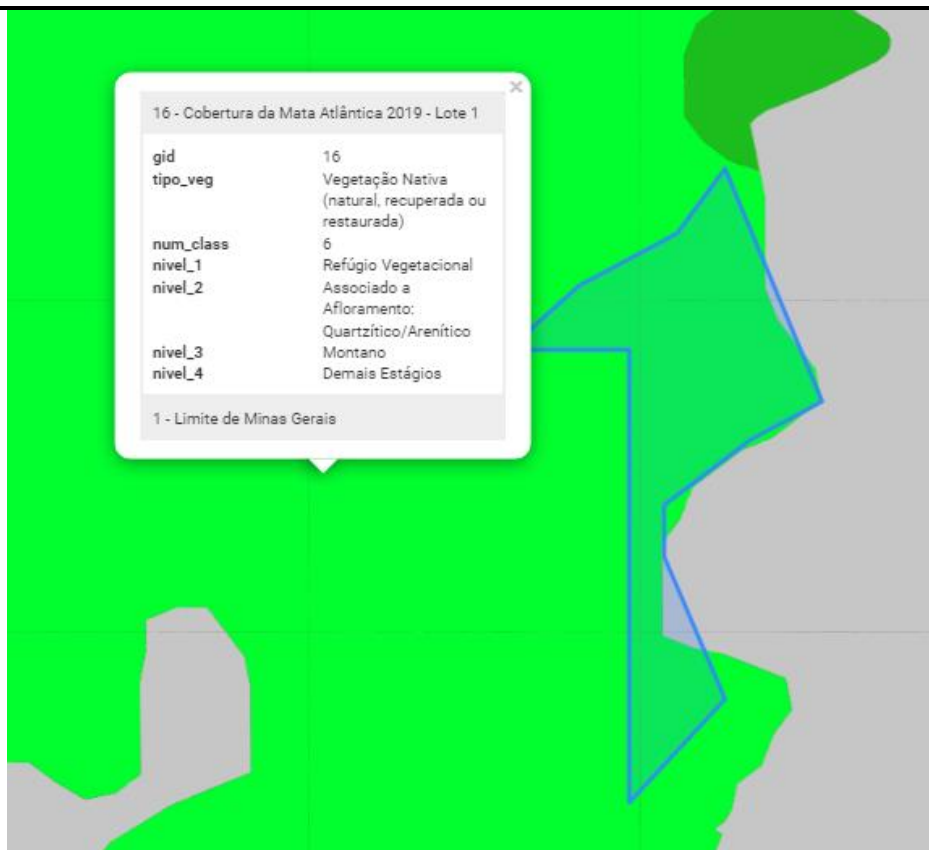 ×
16 - Cobertura da Mata Atlântica 2019 - Lote 1
gid 16
tipo_veg Vegetação Nativa
(natural, recuperada ou
restaurada)
num_class 6
nivel_1 Refúgio Vegetacional
nivel_2 Associado a
Afloramento:
Quartzítico/Arenítico
nivel_3 Montano
nivel_4 Demais Estágios
1 - Limite de Minas Gerais